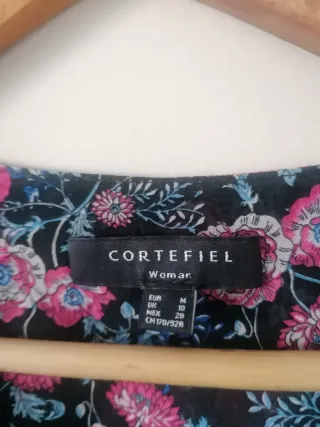 CORTEFIEL
Woman
EUR M
UK 10
MEX 28
CH 170/92A